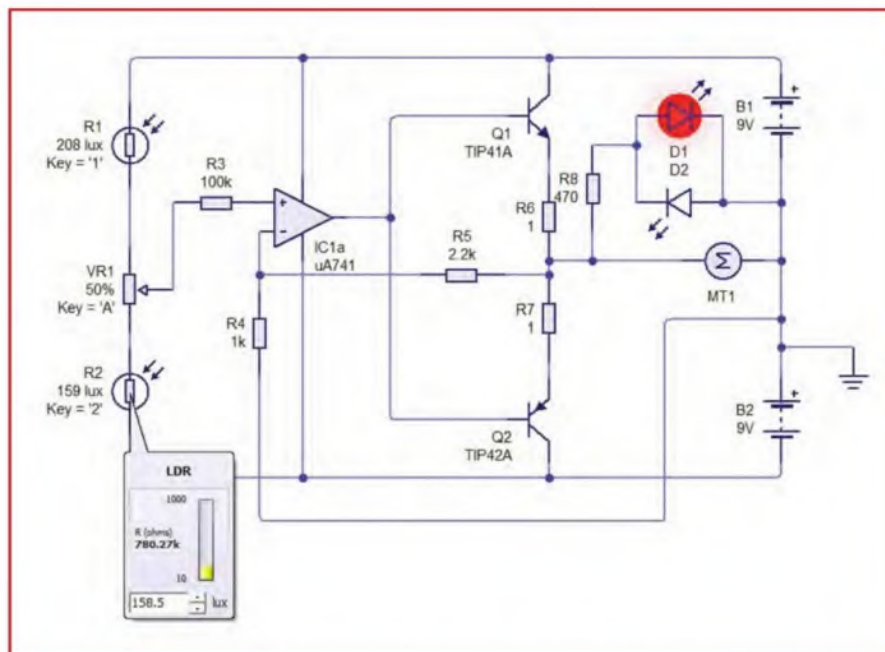 R1
208 lux
Key = '1'
R3
100k
+
-
IC1a
uA741
Q1
TIP41A
R8
470
D1
D2
+
B1
9V
R6
1
R5
2.2k
VR1
50%
Key = 'A'
Σ
MT1
R4
1k
R7
1
R2
159 lux
Key = '2'
Q2
TIP42A
+
B2
9V
LDR
1000
R (ohms)
780.27k
10
158.5
lux